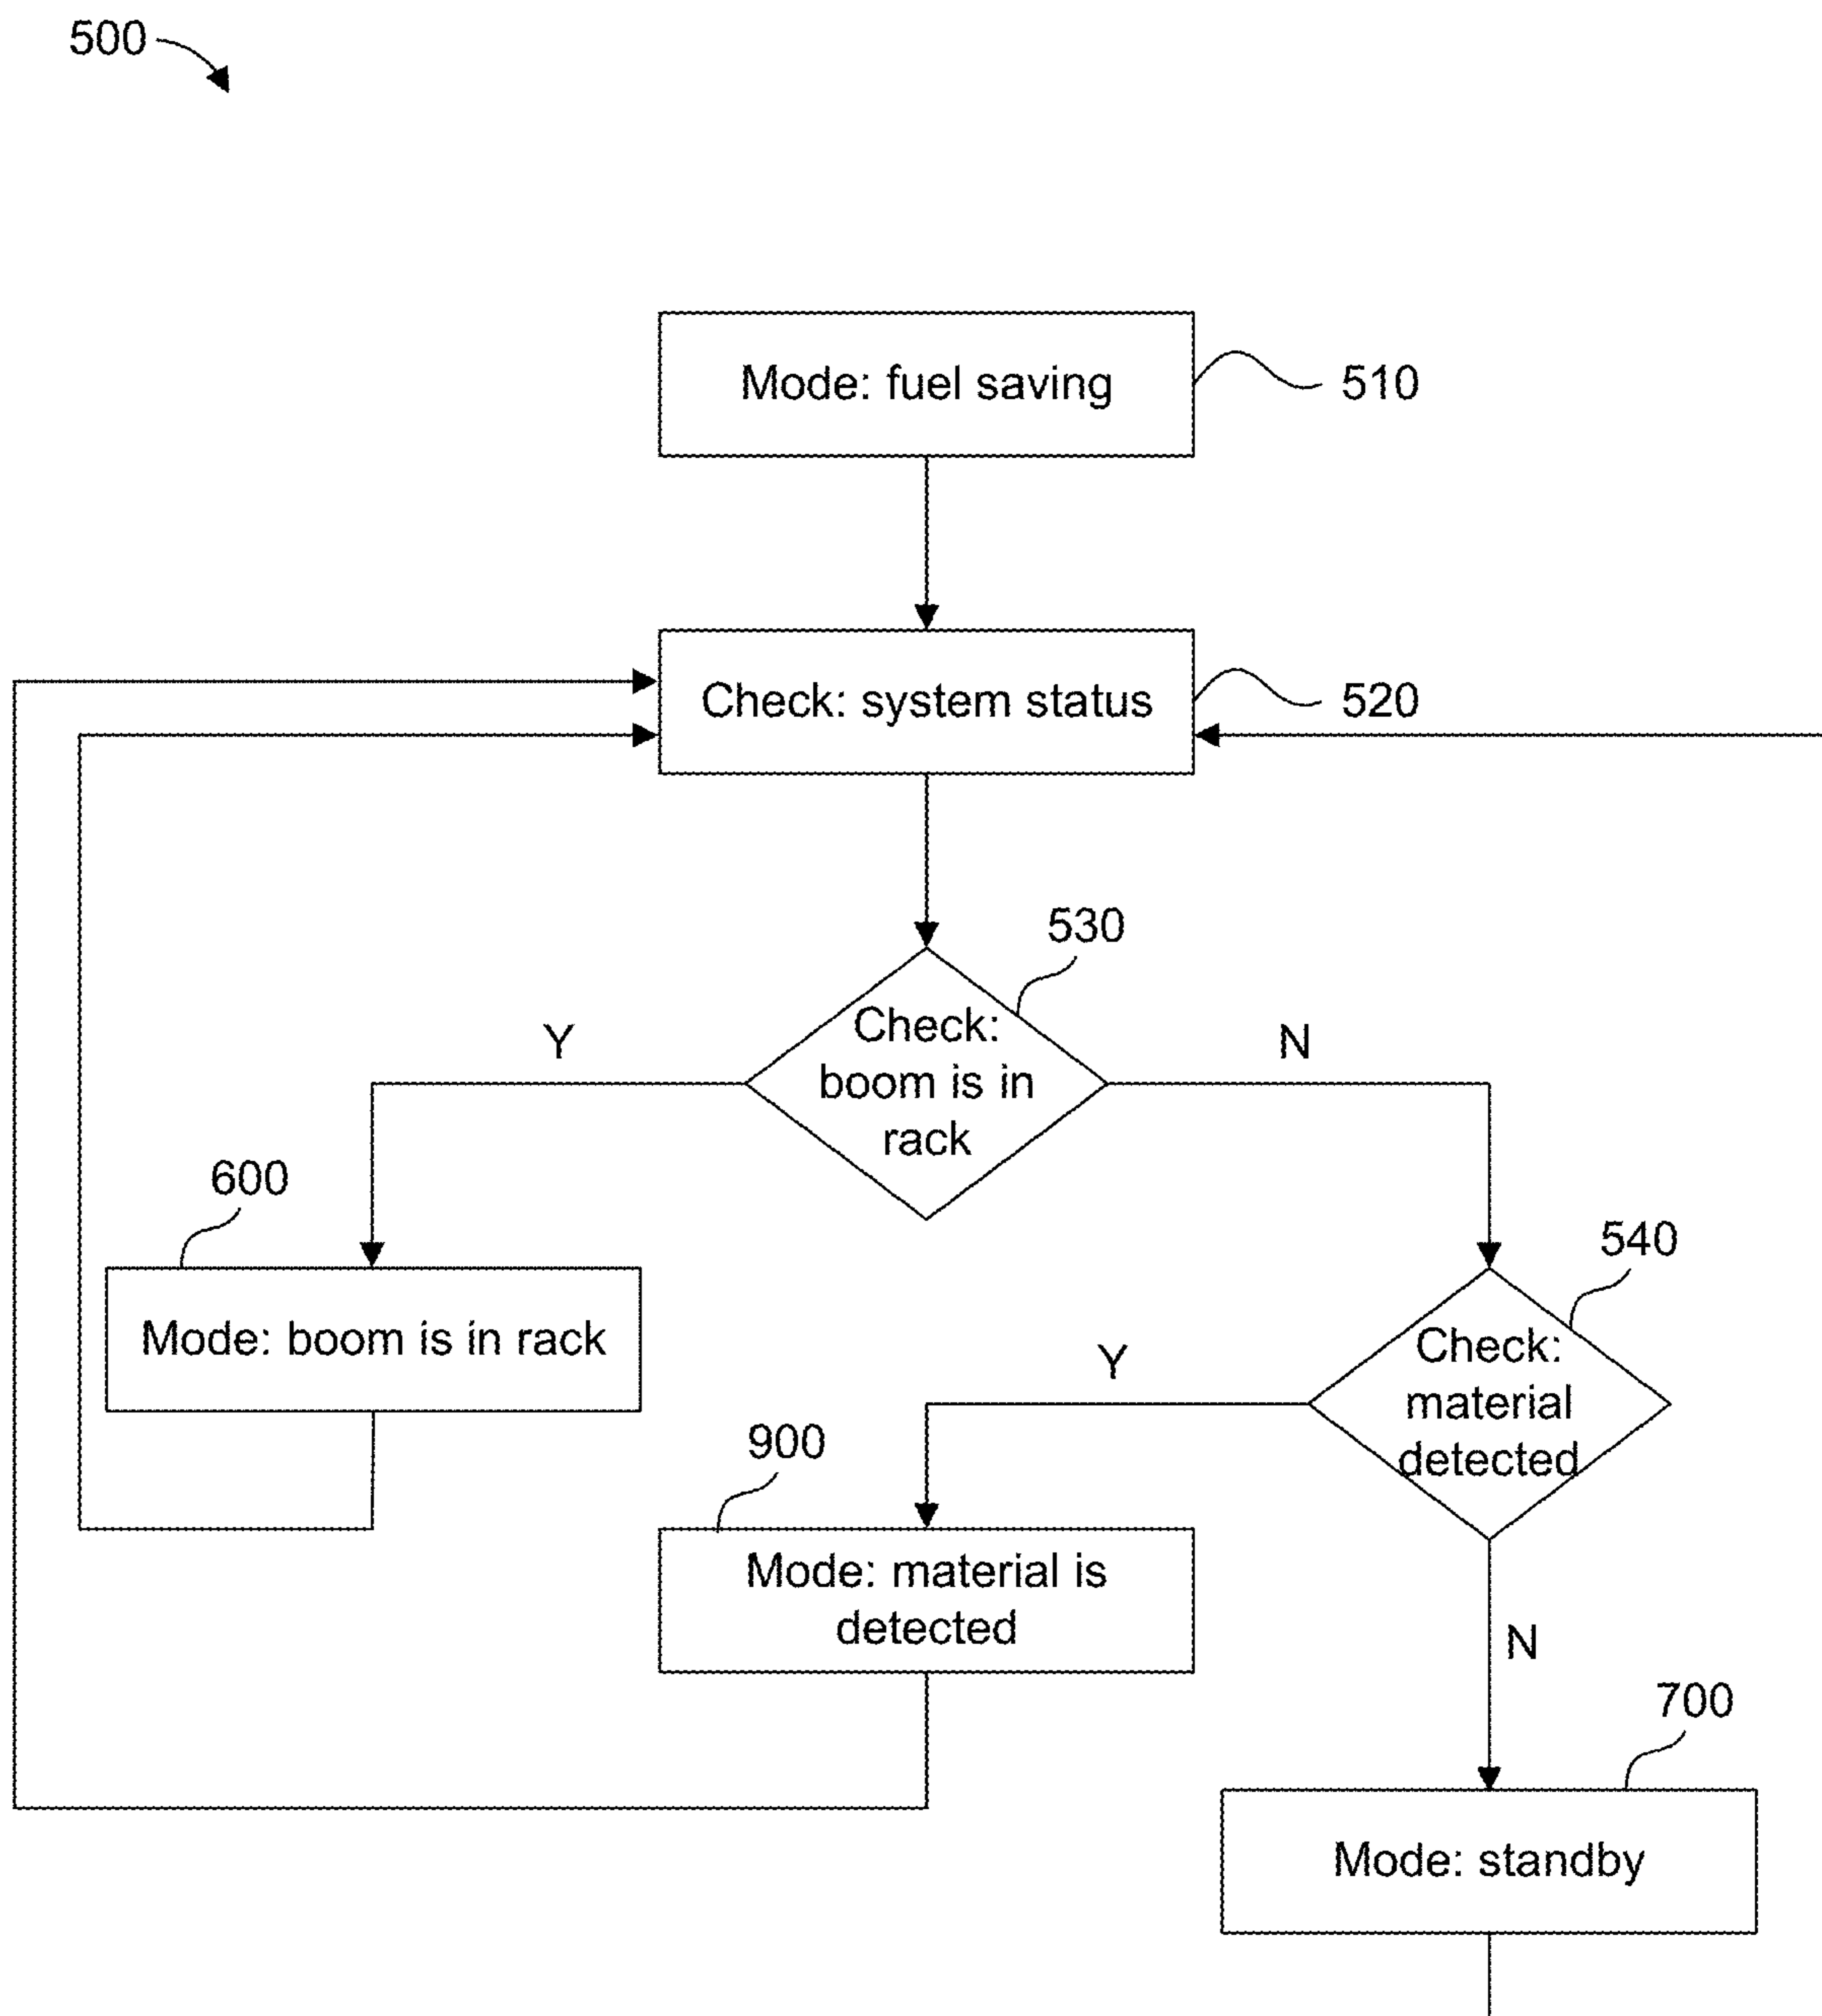 500
Mode: fuel saving
510
Check: system status
520
530
Check:
boom is in
rack
Y
N
600
Mode: boom is in rack
540
Check:
material
detected
Y
900
Mode: material is
detected
N
700
Mode: standby